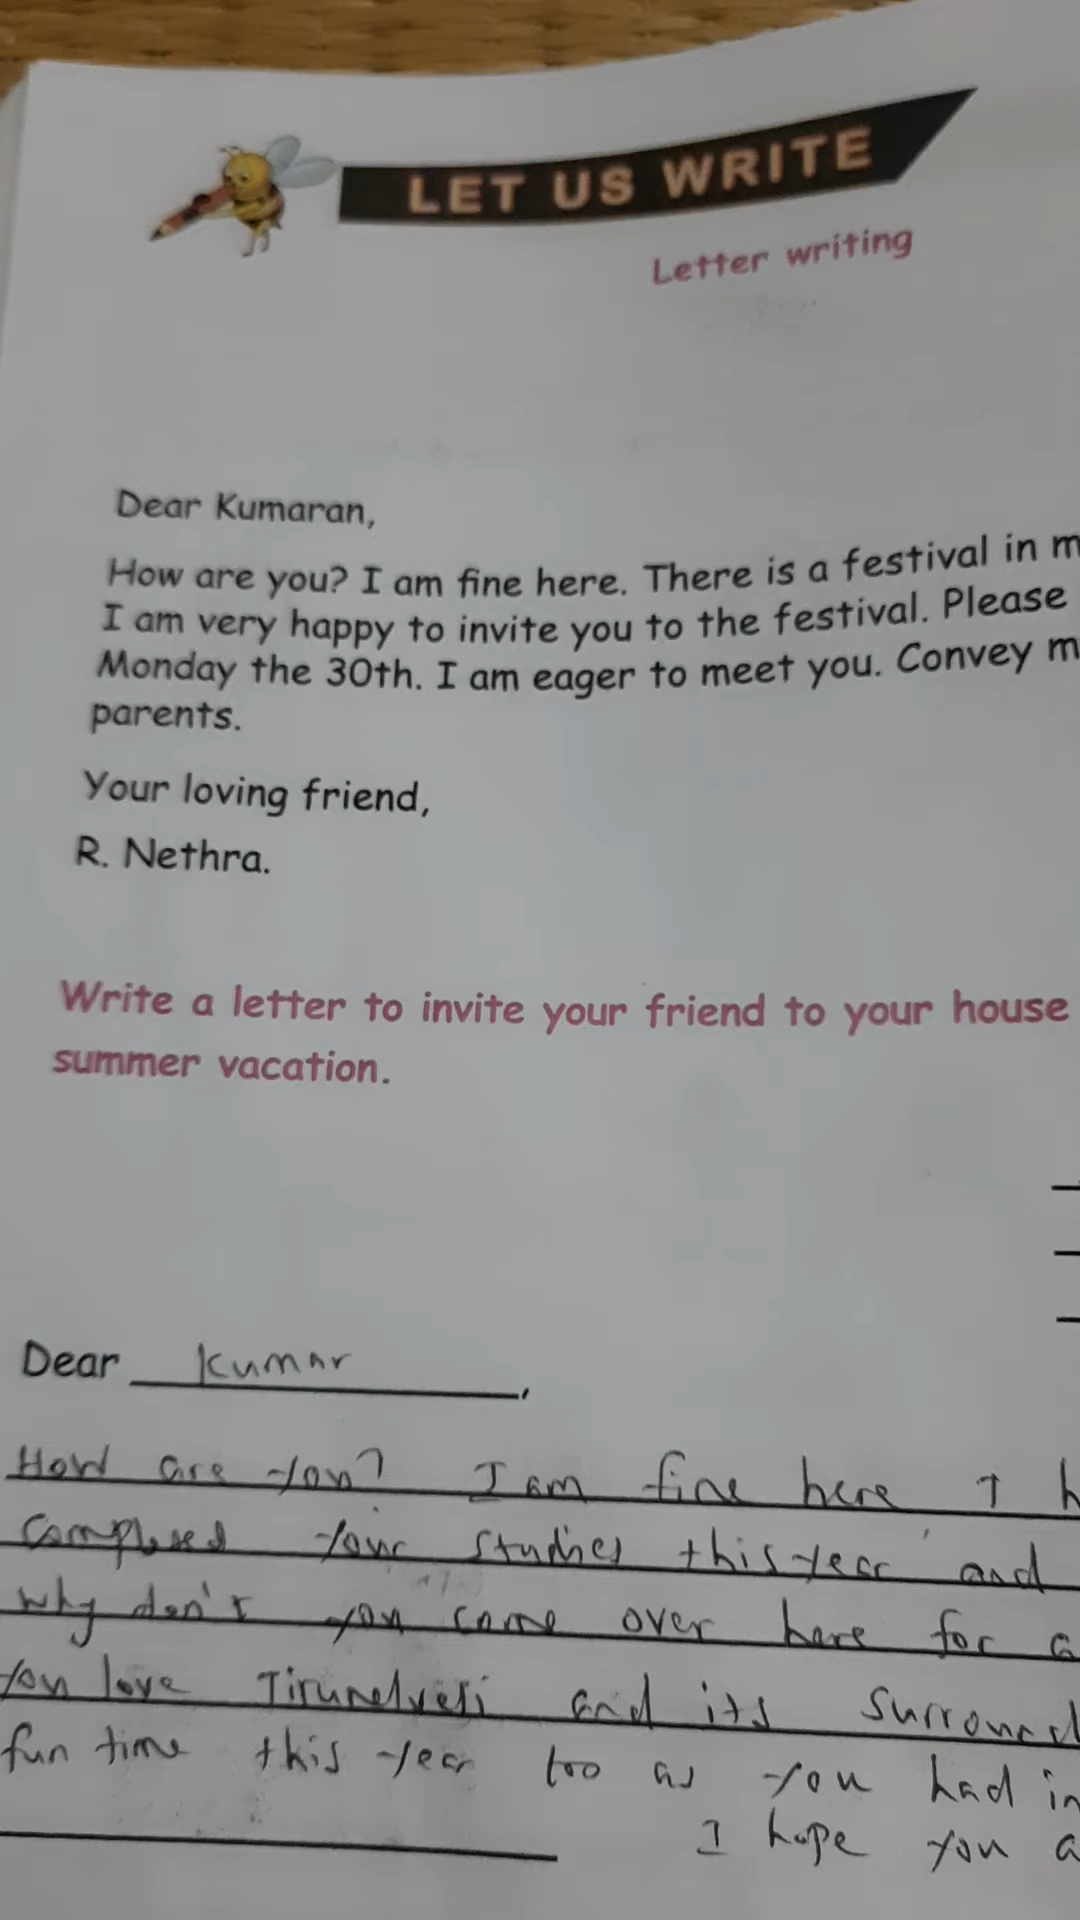 LET US WRITE
Letter writing
Dear Kumaran,
How are you? I am fine here. There is a festival in m
I am very happy to invite you to the festival. Please
Monday the 30th. I am eager to meet you. Convey m
parents.
Your loving friend,
R. Nethra.
Write a letter to invite your friend to your house
summer vacation.
Dear Kumar,
How are you? I am fine here I h
your studies this year and
why don't you come over here for a
You love Tirunelveli and its surround
fun time this year too as you had in
I hope you a